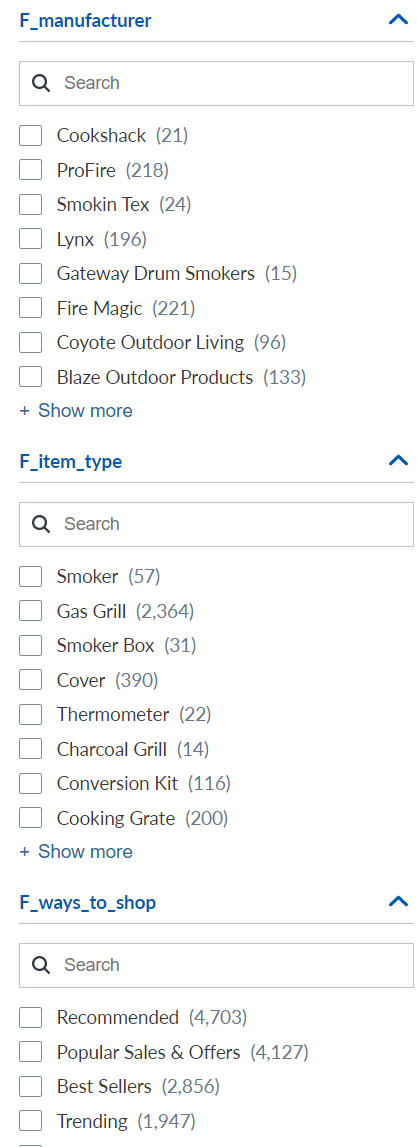 F_manufacturer
Search
Cookshack (21)
ProFire (218)
Smokin Tex (24)
Lynx (196)
Gateway Drum Smokers (15)
Fire Magic (221)
Coyote Outdoor Living (96)
Blaze Outdoor Products (133)
+ Show more
F_item_type
Search
Smoker (57)
Gas Grill (2,364)
Smoker Box (31)
Cover (390)
Thermometer (22)
Charcoal Grill (14)
Conversion Kit (116)
Cooking Grate (200)
+ Show more
F_ways_to_shop
Search
Recommended (4,703)
Popular Sales & Offers (4,127)
Best Sellers (2,856)
Trending (1,947)